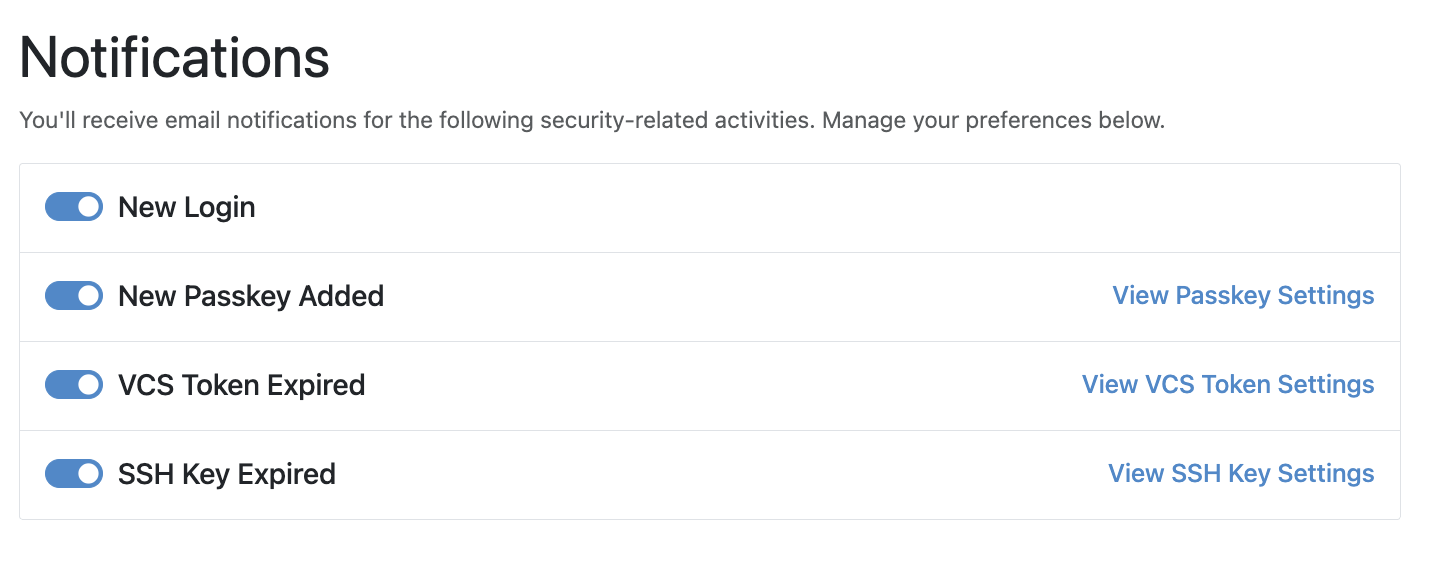 Notifications
You'll receive email notifications for the following security-related activities. Manage your preferences below.
New Login
New Passkey Added View Passkey Settings
VCS Token Expired View VCS Token Settings
SSH Key Expired View SSH Key Settings